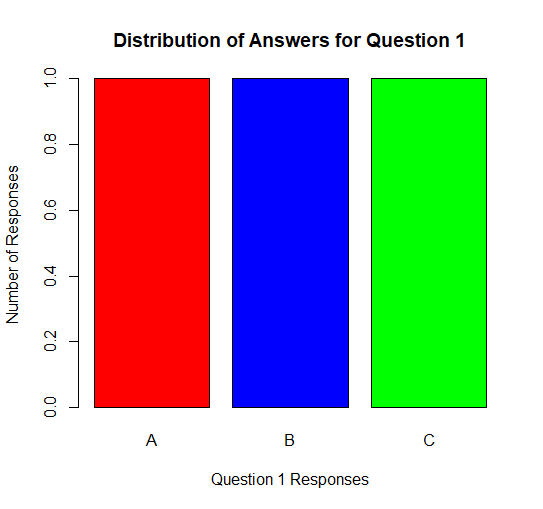 Distribution of Answers for Question 1
Number of Responses
1.0
0.8
0.6
0.4
0.2
0.0
A B C
Question 1 Responses